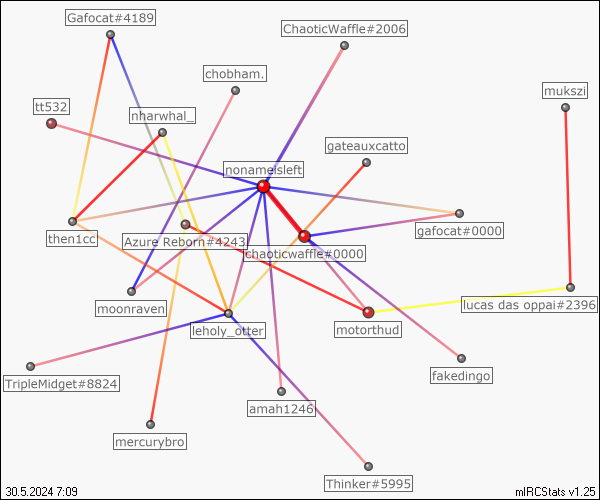 Gafocat#4189
ChaoticWaffle#2006
chobham.
mukszi
tt532
nharwhal_
gateauxcatto
nonameisleft
then1cc
Azure Reborn#4243
gafocat#0000
chaoticwaffle#0000
moonraven
lucas das oppai#2396
leholy_otter
motorthud
TripleMidget#8824
fakedingo
amah1246
mercurybro
Thinker#5995
30.5.2024 7:09
mIRCStats v1.25